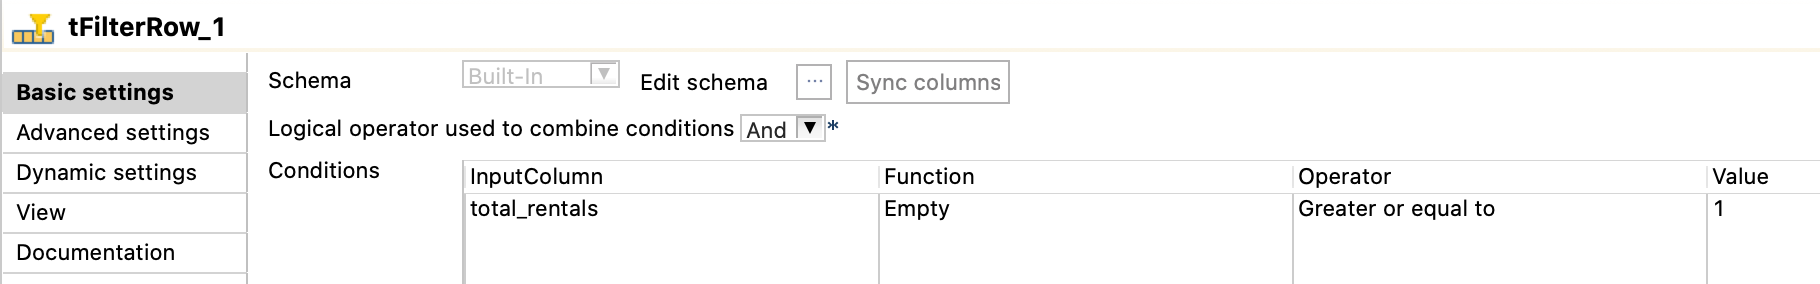 tFilterRow_1
Basic settings
Advanced settings
Dynamic settings
View
Documentation
Schema Built-In Edit schema ... Sync columns
Logical operator used to combine conditions And *
Conditions
InputColumn Function Operator Value
total_rentals Empty Greater or equal to 1